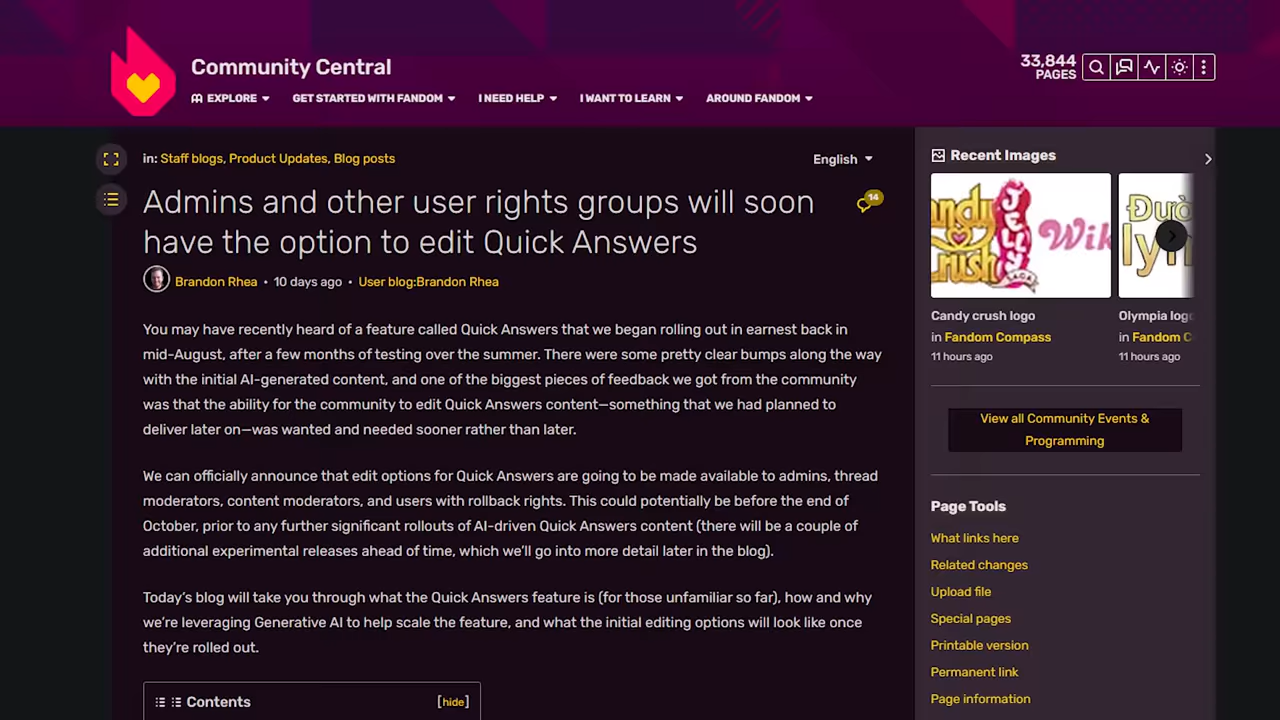 Community Central
EXPLORE
GET STARTED WITH FANDOM
I NEED HELP
I WANT TO LEARN
AROUND FANDOM
33,844
PAGES
in: Staff blogs, Product Updates, Blog posts
English
Admins and other user rights groups will soon
have the option to edit Quick Answers
14
Brandon Rhea • 10 days ago • User blog:Brandon Rhea
You may have recently heard of a feature called Quick Answers that we began rolling out in earnest back in
mid-August, after a few months of testing over the summer. There were some pretty clear bumps along the way
with the initial AI-generated content, and one of the biggest pieces of feedback we got from the community
was that the ability for the community to edit Quick Answers content—something that we had planned to
deliver later on—was wanted and needed sooner rather than later.
We can officially announce that edit options for Quick Answers are going to be made available to admins, thread
moderators, content moderators, and users with rollback rights. This could potentially be before the end of
October, prior to any further significant rollouts of AI-driven Quick Answers content (there will be a couple of
additional experimental releases ahead of time, which we'll go into more detail later in the blog).
Today's blog will take you through what the Quick Answers feature is (for those unfamiliar so far), how and why
we're leveraging Generative AI to help scale the feature, and what the initial editing options will look like once
they're rolled out.
Contents
[hide]
Recent Images
JELLY
SAGA
Candy crush logo
in Fandom Compass
11 hours ago
Olympia logo
in Fandom C
11 hours ago
View all Community Events &
Programming
Page Tools
What links here
Related changes
Upload file
Special pages
Printable version
Permanent link
Page information